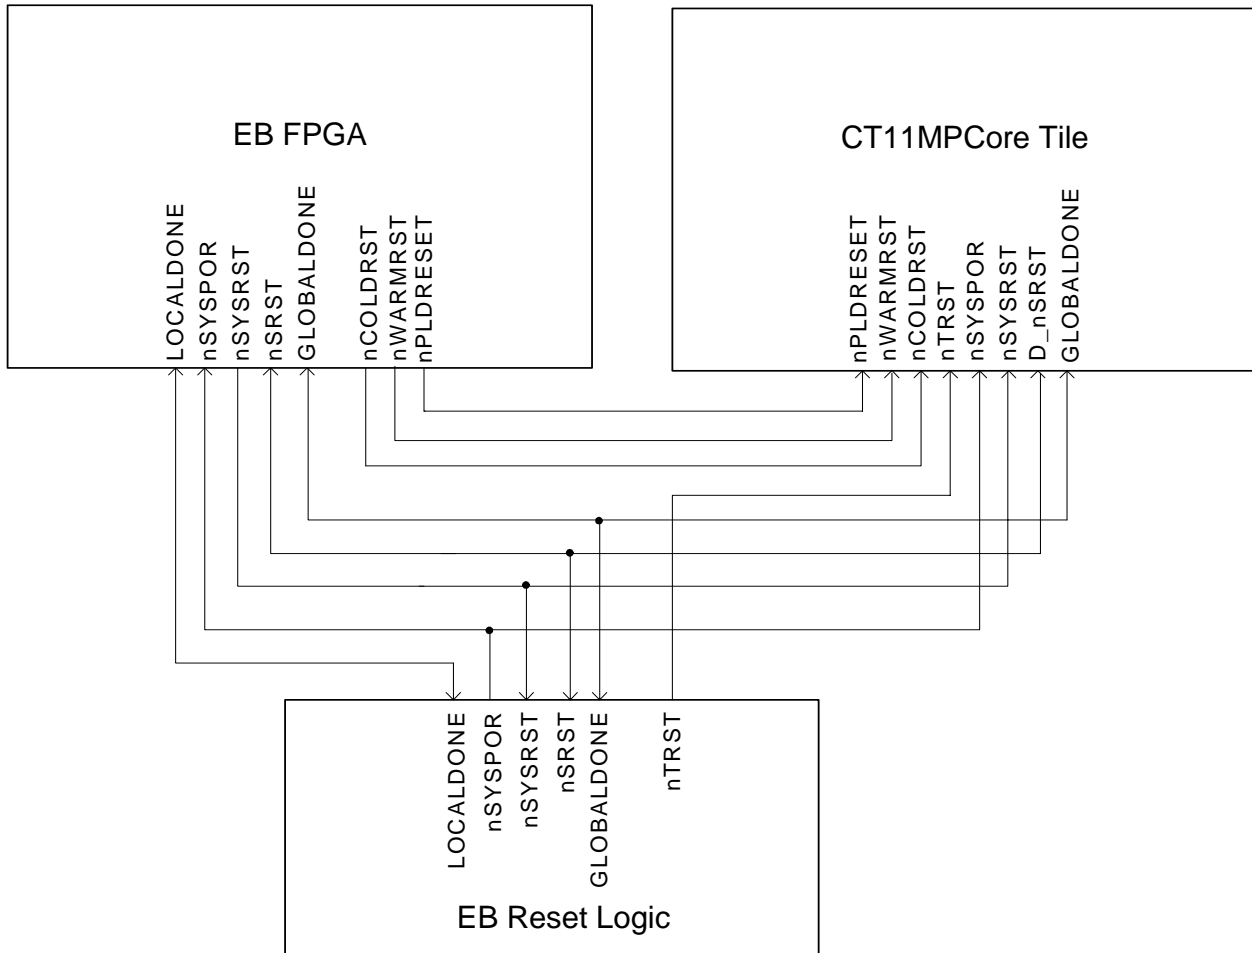 EB FPGA
CT11MPCore Tile
LOCALDONE
nSYSPOR
nSYSRST
nSRST
GLOBALDONE
nCOLDRST
nWARMRST
nPLDRESET
nPLDRESET
nWARMRST
nCOLDRST
nTRST
nSYSPOR
nSYSRST
D_nSRST
GLOBALDONE
LOCALDONE
nSYSPOR
nSYSRST
nSRST
GLOBALDONE
nTRST
EB Reset Logic